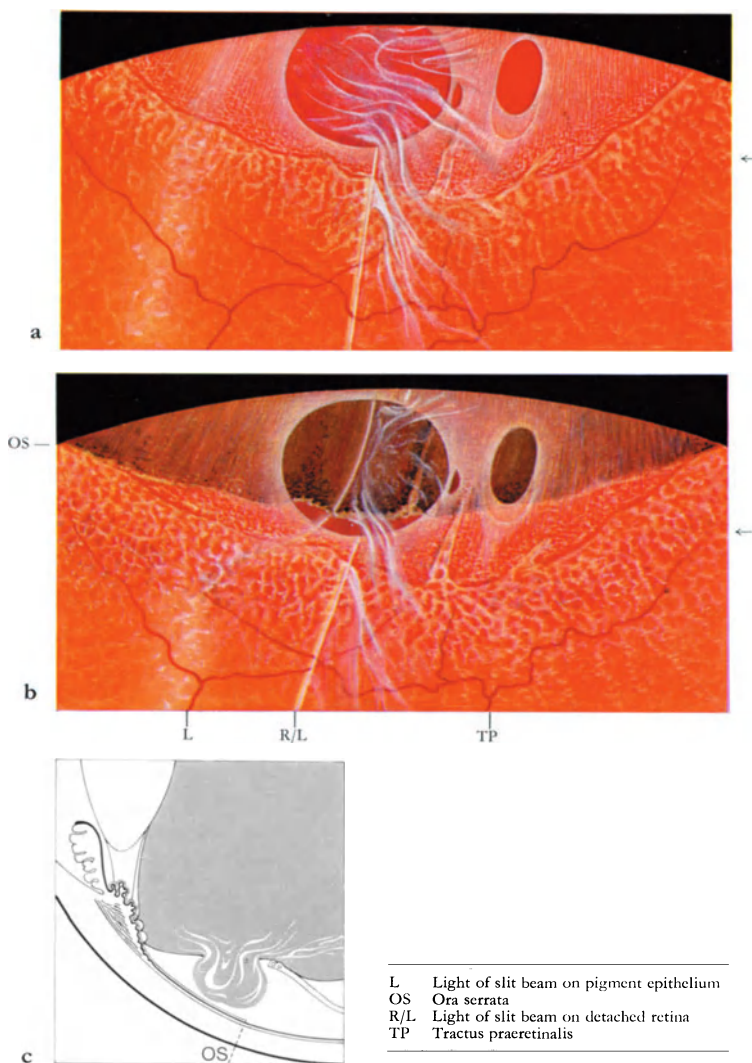 a
←
OS
←
b
L R/L TP
c
OS
L Light of slit beam on pigment epithelium
OS Ora serrata
R/L Light of slit beam on detached retina
TP Tractus praeretinalis